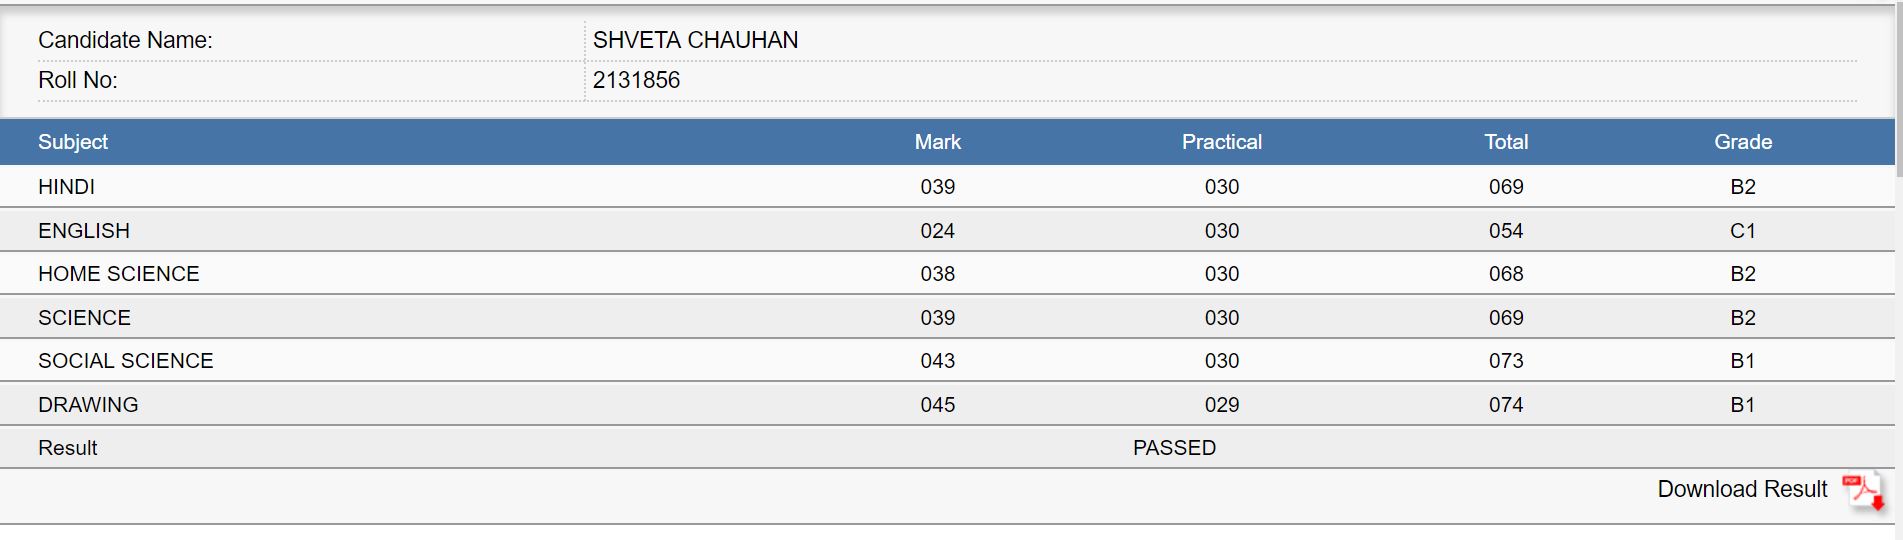 Candidate Name: SHVETA CHAUHAN
Roll No: 2131856
Subject Mark Practical Total Grade
HINDI 039 030 069 B2
ENGLISH 024 030 054 C1
HOME SCIENCE 038 030 068 B2
SCIENCE 039 030 069 B2
SOCIAL SCIENCE 043 030 073 B1
DRAWING 045 029 074 B1
Result PASSED
Download Result PDF